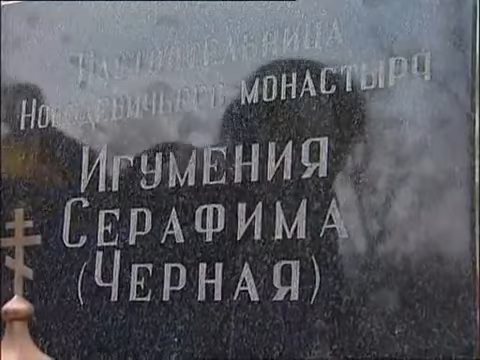 Настоятельница
Новодевичьего монастыря
Игумения
Серафима
(Черная)